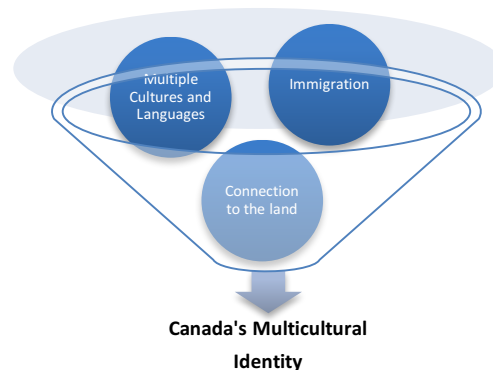 Multiple
Cultures and
Languages
Immigration
Connection
to the land
Canada's Multicultural
Identity